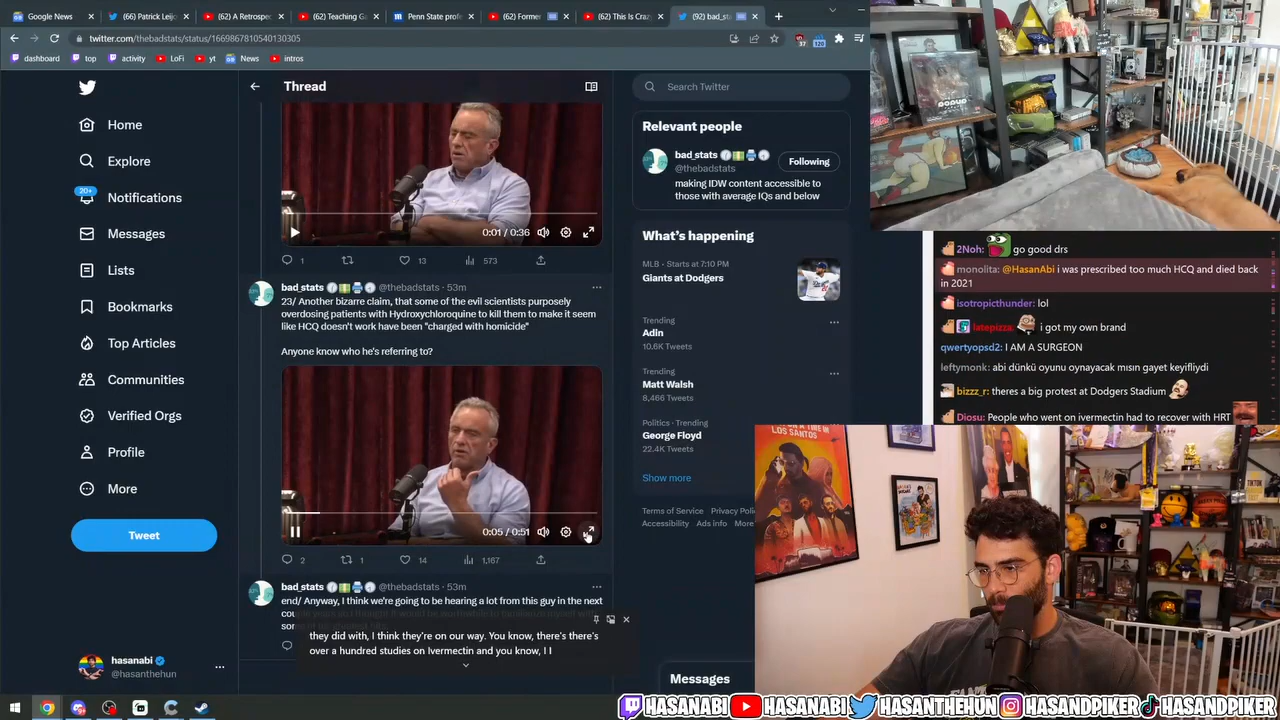 Google News
(66) Patrick Leijo
(62) A Retrospec
(62) Teaching Ga
Penn State profe
(62) Former
(62) This Is Craz
(92) bad_st
twitter.com/thebadstats/status/1669867810540130305
37
120
dashboard
top
activity
LoFi
yt
News
intros
Home
Explore
20+
Notifications
Messages
Lists
Bookmarks
Top Articles
Communities
Verified Orgs
Profile
More
Tweet
hasanabi
@hasanthehun
Thread
0:01 / 0:36
1
13
573
bad_stats @thebadstats · 53m
23/ Another bizarre claim, that some of the evil scientists purposely
overdosing patients with Hydroxychloroquine to kill them to make it seem
like HCQ doesn't work have been "charged with homicide"
Anyone know who he's referring to?
0:05 / 0:51
2
1
14
1,167
bad_stats @thebadstats · 53m
end/ Anyway, I think we're going to be hearing a lot from this guy in the next
they did with, I think they're on our way. You know, there's there's
over a hundred studies on Ivermectin and you know, I I
Search Twitter
Relevant people
bad_stats
@thebadstats
Following
making IDW content accessible to
those with average IQs and below
What's happening
MLB · Starts at 7:10 PM
Giants at Dodgers
Trending
Adin
10.6K Tweets
Trending
Matt Walsh
8,466 Tweets
Politics · Trending
George Floyd
22.4K Tweets
Show more
Terms of Service Privacy Poli
Accessibility Ads info More
Messages
2Noh: go good drs
monolita: @HasanAbi i was prescribed too much HCQ and died back
in 2021
isotropicthunder: lol
latepizza: i got my own brand
qwertyopsd2: I AM A SURGEON
leftymonk: abi dünkü oyunu oynayacak mısın gayet keyifliydi
bizzz_r: theres a big protest at Dodgers Stadium
Diosu: People who went on ivermectin had to recover with HRT
LOS SANTOS
HASANABI
HASANABI
HASANTHEHUN
HASANDPIKER
HASANDPIKER